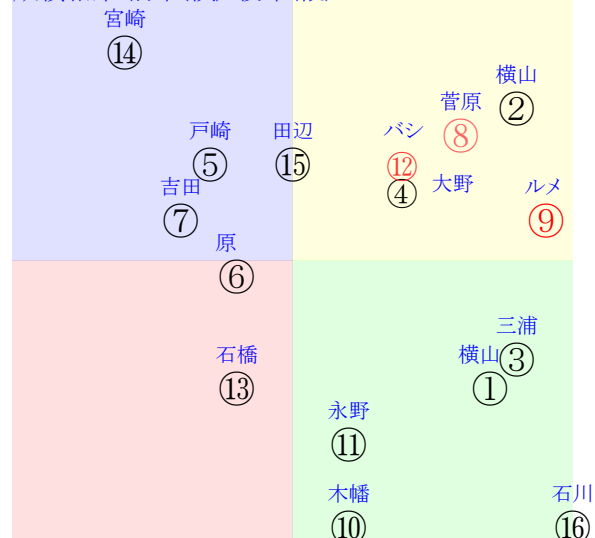 宮崎
⑭
横山
②
菅原
⑧
戸崎
⑤
田辺
⑮
バシ
⑫
④
大野
吉田
⑦
ルメ
⑨
原
⑥
三浦
③
横山
①
石橋
⑬
永野
⑪
木幡
⑩
石川
⑯